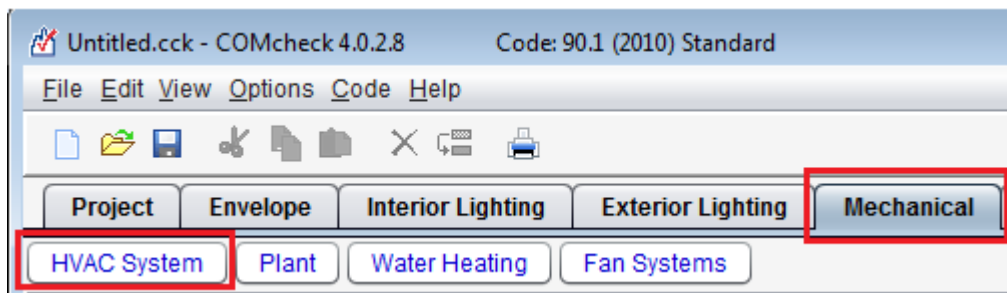 Untitled.cck - COMcheck 4.0.2.8 Code: 90.1 (2010) Standard
File Edit View Options Code Help
Project Envelope Interior Lighting Exterior Lighting Mechanical
HVAC System Plant Water Heating Fan Systems